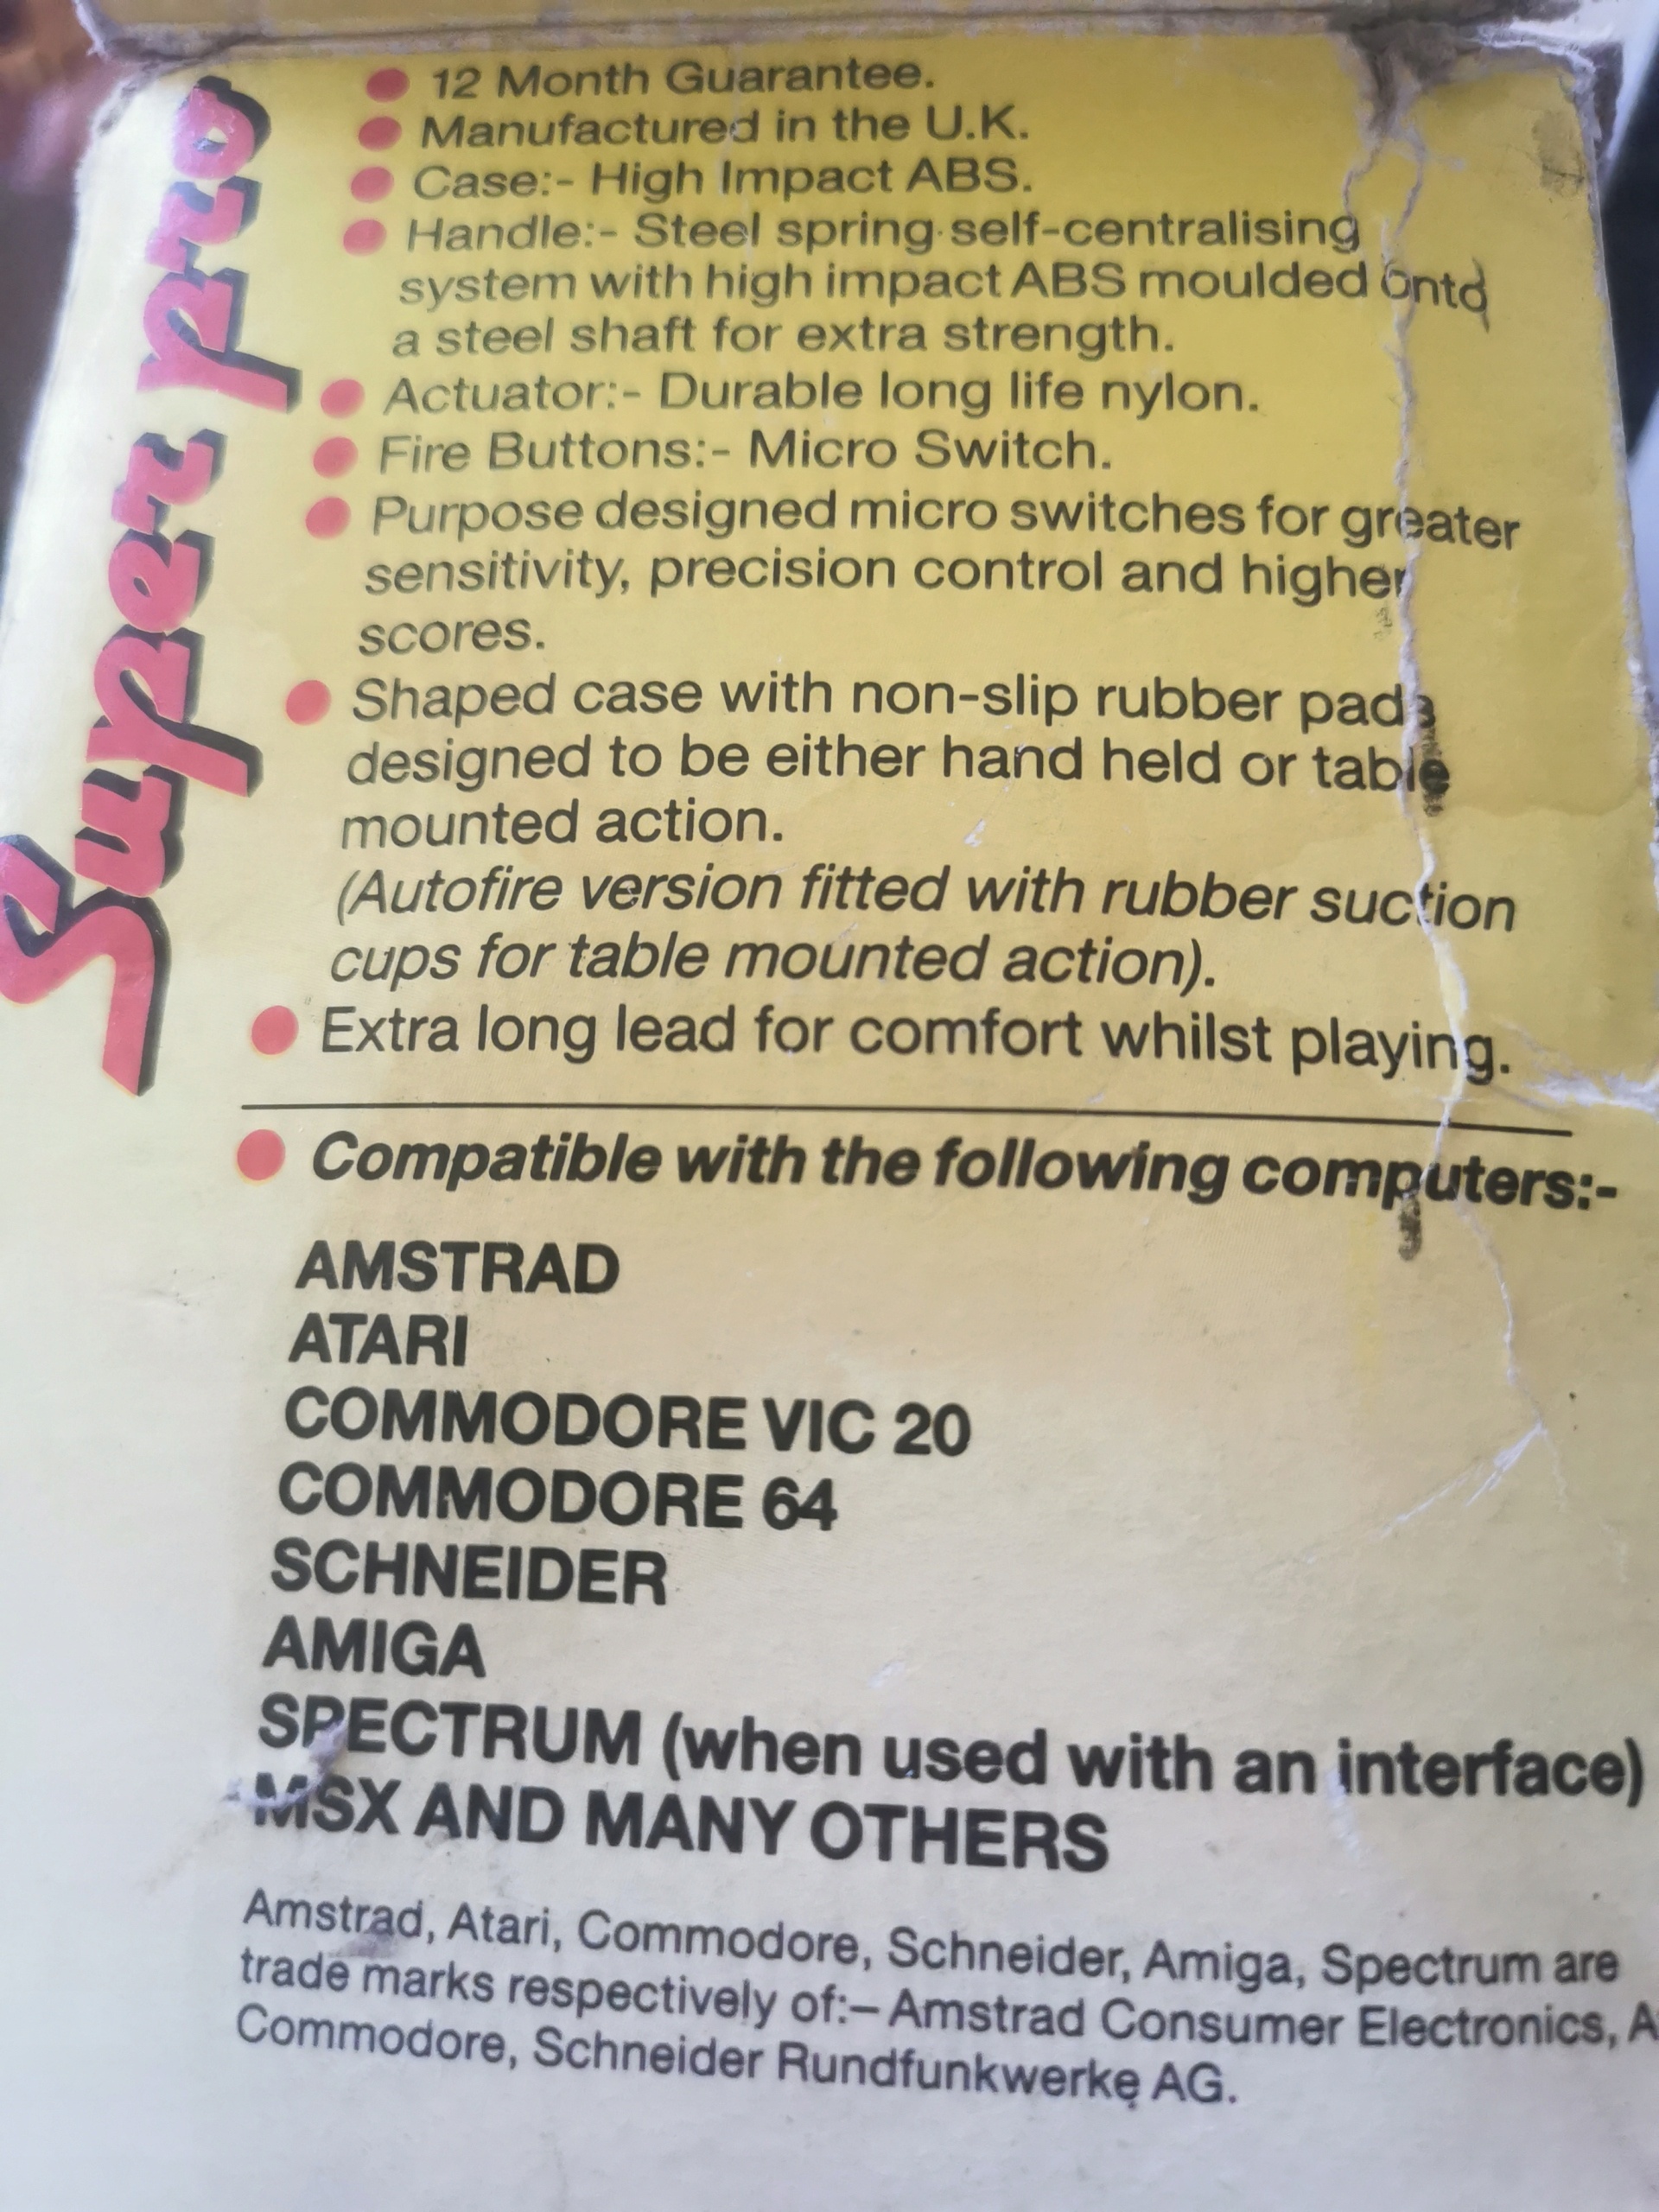 Super pro
12 Month Guarantee.
Manufactured in the U.K.
Case:- High Impact ABS.
Handle:- Steel spring self-centralising
system with high impact ABS moulded onto
a steel shaft for extra strength.
Actuator:- Durable long life nylon.
Fire Buttons:- Micro Switch.
Purpose designed micro switches for greater
sensitivity, precision control and higher
scores.
Shaped case with non-slip rubber pads
designed to be either hand held or table
mounted action.
(Autofire version fitted with rubber suction
cups for table mounted action).
Extra long lead for comfort whilst playing.
Compatible with the following computers:-
AMSTRAD
ATARI
COMMODORE VIC 20
COMMODORE 64
SCHNEIDER
AMIGA
SPECTRUM (when used with an interface)
MSX AND MANY OTHERS
Amstrad, Atari, Commodore, Schneider, Amiga, Spectrum are
trade marks respectively of:– Amstrad Consumer Electronics,
Commodore, Schneider Rundfunkwerke AG.